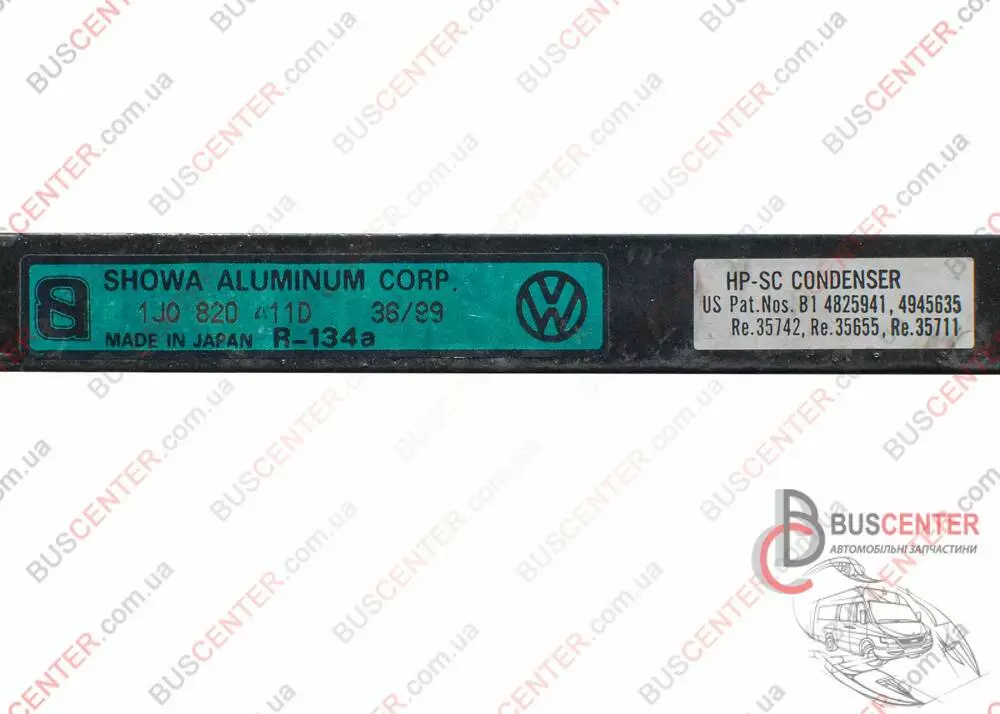 SHOWA ALUMINUM CORP.
1J0 820 411D 36/99
MADE IN JAPAN R-134a
HP-SC CONDENSER
US Pat.Nos. B1 4825941, 4945635
Re.35742, Re.35655, Re.35711
BUSCENTER
АВТОМОБІЛЬНІ ЗАПЧАСТИНИ
BUSCENTER.com.ua